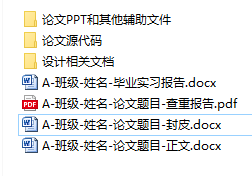 论文PPT和其他辅助文件
论文源代码
设计相关文档
A-班级-姓名-毕业实习报告.docx
A-班级-姓名-论文题目-查重报告.pdf
A-班级-姓名-论文题目-封皮.docx
A-班级-姓名-论文题目-正文.docx